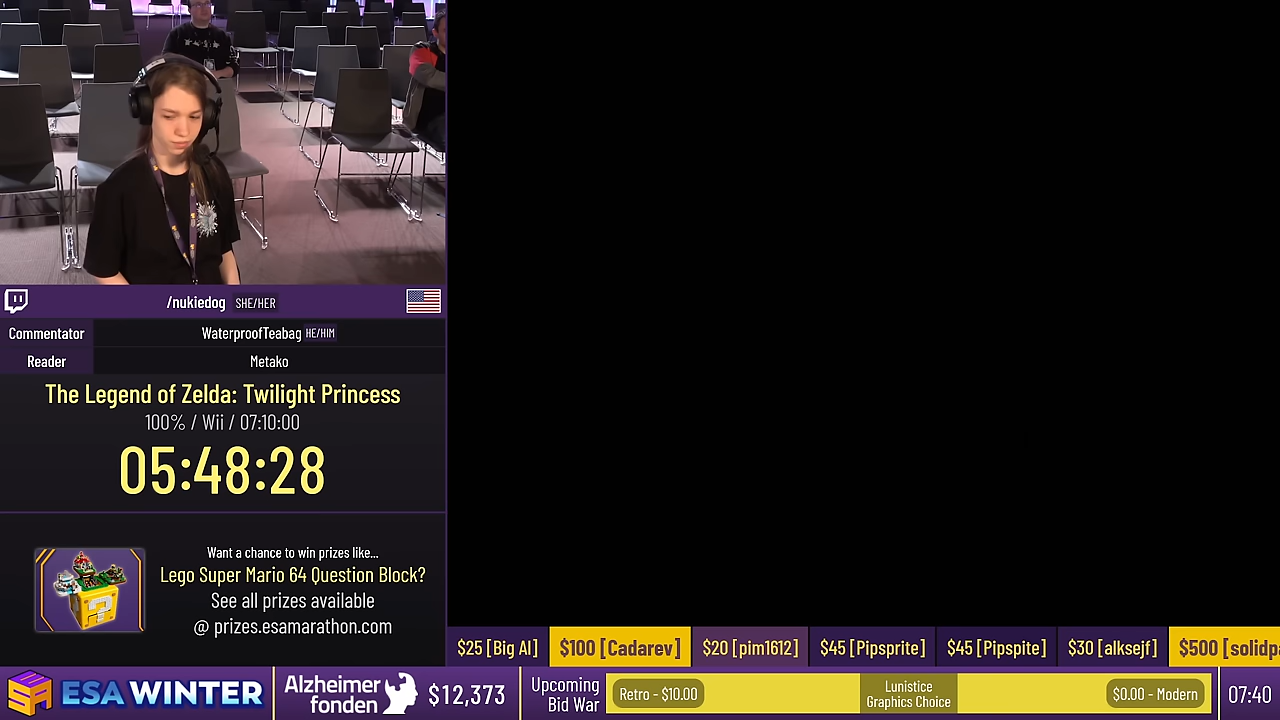 /nukiedog SHE/HER
Commentator WaterproofTeabag HE/HIM
Reader Metako
The Legend of Zelda: Twilight Princess
100% / Wii / 07:10:00
05:48:28
Want a chance to win prizes like...
Lego Super Mario 64 Question Block?
See all prizes available
@ prizes.esamarathon.com
$25 [Big Al] $100 [Cadarev] $20 [pim1612] $45 [Pipsprite] $45 [Pipspite] $30 [alksejf] $500 [solidpa
ESA WINTER
Alzheimer
fonden
$12,373
Upcoming
Bid War
Retro - $10.00
Lunistice
Graphics Choice
$0.00 - Modern
07:40